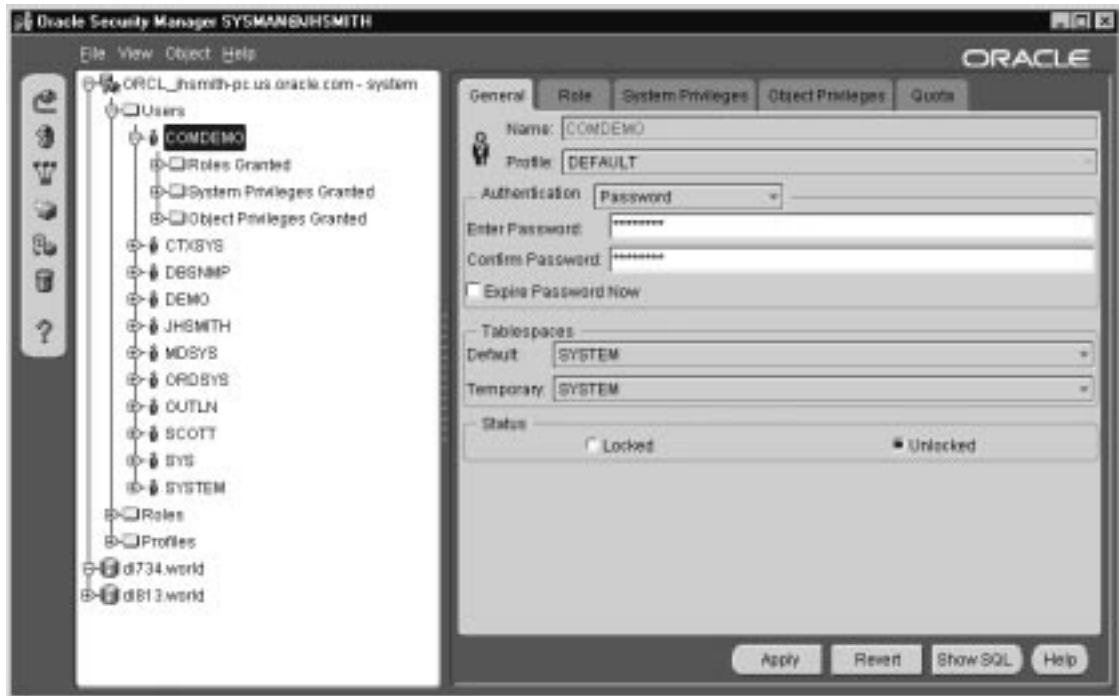 Oracle Security Manager SYSMAN@JHSMITH
File View Object Help
ORACLE
ORCL_jhsmith-pc.us.oracle.com - system
Users
COMDEMO
Roles Granted
System Privileges Granted
Object Privileges Granted
CTXSYS
DBSNMP
DEMO
JHSMITH
MDSYS
ORDSYS
OUTLN
SCOTT
SYS
SYSTEM
Roles
Profiles
dl734.world
dl813.world
?
General Role System Privileges Object Privileges Quota
Name: COMDEMO
Profile: DEFAULT
Authentication Password
Enter Password: *********
Confirm Password: *********
Expire Password Now
Tablespaces
Default: SYSTEM
Temporary: SYSTEM
Status
Locked Unlocked
Apply Revert Show SQL Help